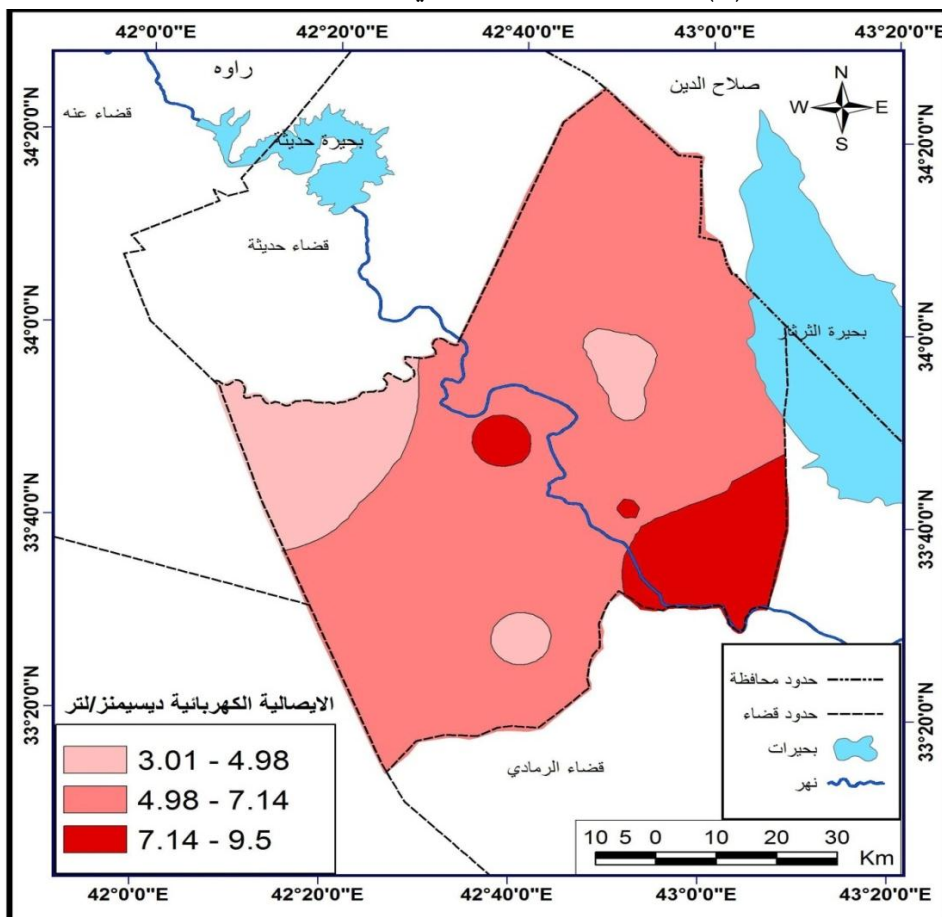 42°0'0"E 42°20'0"E 42°40'0"E 43°0'0"E 43°20'0"E
راوه
صلاح الدين
N
W E
S
قضاء عنه
34°20'0"N
34°20'0"N
بحيرة حديثة
قضاء حديثة
34°0'0"N
34°0'0"N
بحيرة الثرثار
33°40'0"N
33°40'0"N
33°20'0"N
33°20'0"N
الايصالية الكهربائية ديسيمنز/لتر
3.01 - 4.98
4.98 - 7.14
7.14 - 9.5
قضاء الرمادي
حدود محافظة
حدود قضاء
بحيرات
نهر
10 5 0 10 20 30
Km
42°0'0"E 42°20'0"E 42°40'0"E 43°0'0"E 43°20'0"E